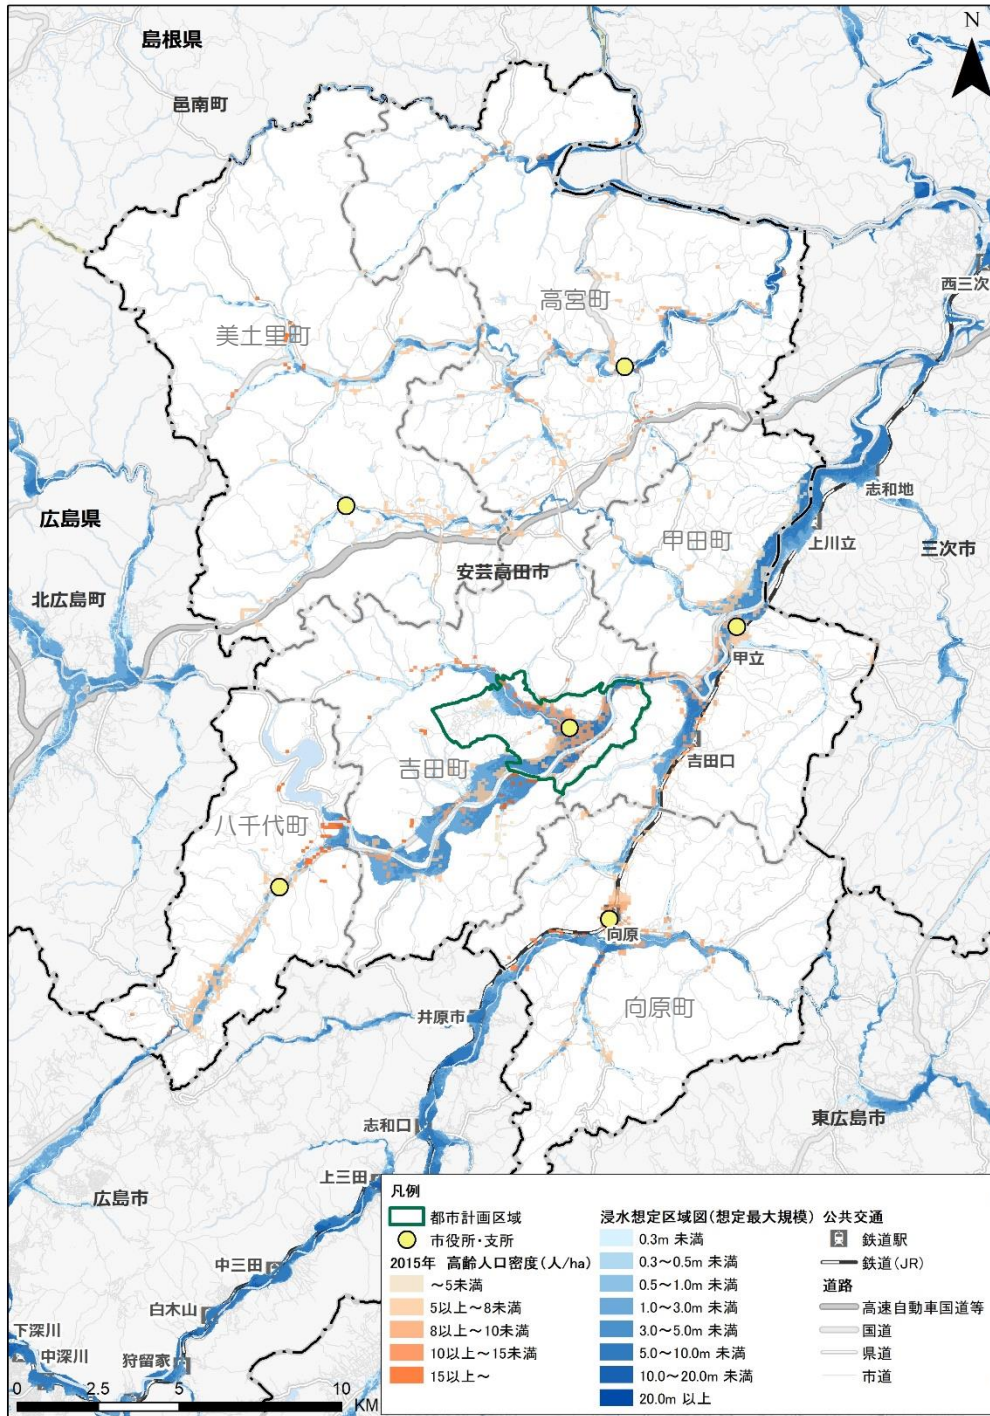 島根県
N
邑南町
西三次
高宮町
美土里町
志和地
広島県
上川立
甲田町
三次市
安芸高田市
北広島町
甲立
吉田口
吉田町
八千代町
向原
向原町
井原市
志和口
東広島市
上三田
広島市
中三田
白木山
下深川
中深川
狩留家
0 2.5 5 10
KM
凡例
都市計画区域
市役所・支所
2015年 高齢人口密度(人/ha)
～5未満
5以上～8未満
8以上～10未満
10以上～15未満
15以上～
浸水想定区域図(想定最大規模)
0.3m 未満
0.3～0.5m 未満
0.5～1.0m 未満
1.0～3.0m 未満
3.0～5.0m 未満
5.0～10.0m 未満
10.0～20.0m 未満
20.0m 以上
公共交通
鉄道駅
鉄道(JR)
道路
高速自動車国道等
国道
県道
市道